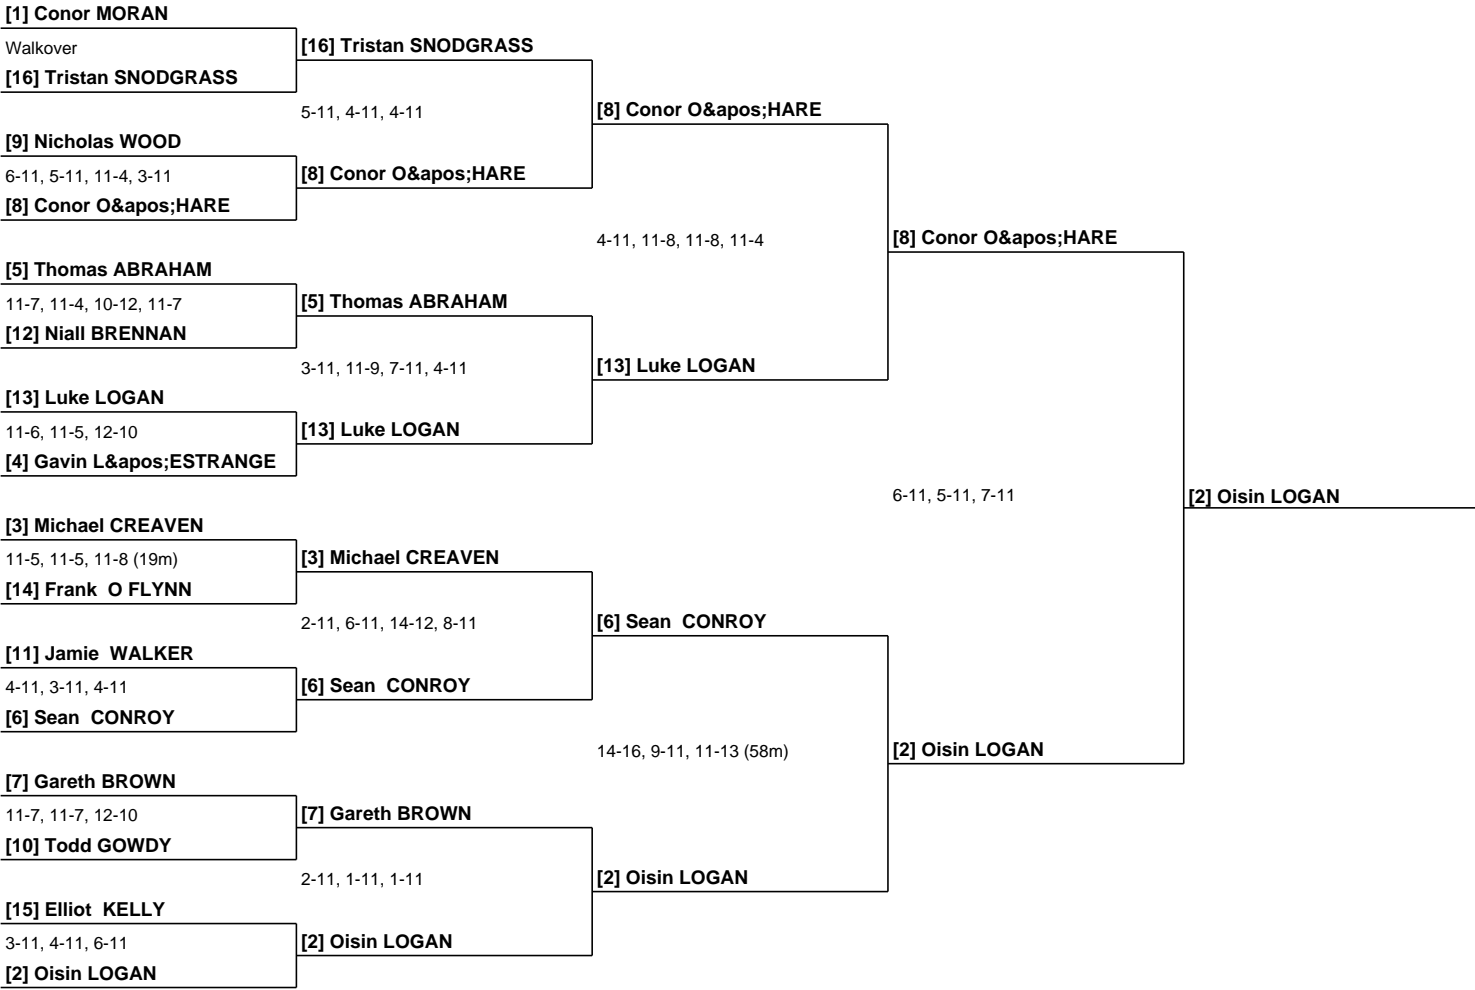 [1] Conor MORAN
Walkover
[16] Tristan SNODGRASS
[9] Nicholas WOOD
6-11, 5-11, 11-4, 3-11
[8] Conor O&apos;HARE
[5] Thomas ABRAHAM
11-7, 11-4, 10-12, 11-7
[12] Niall BRENNAN
[13] Luke LOGAN
11-6, 11-5, 12-10
[4] Gavin L&apos;ESTRANGE
[3] Michael CREAVEN
11-5, 11-5, 11-8 (19m)
[14] Frank  O FLYNN
[11] Jamie  WALKER
4-11, 3-11, 4-11
[6] Sean  CONROY
[7] Gareth BROWN
11-7, 11-7, 12-10
[10] Todd GOWDY
[15] Elliot  KELLY
3-11, 4-11, 6-11
[2] Oisin LOGAN
[16] Tristan SNODGRASS
5-11, 4-11, 4-11
[8] Conor O&apos;HARE
[5] Thomas ABRAHAM
3-11, 11-9, 7-11, 4-11
[13] Luke LOGAN
[3] Michael CREAVEN
2-11, 6-11, 14-12, 8-11
[6] Sean  CONROY
[7] Gareth BROWN
2-11, 1-11, 1-11
[2] Oisin LOGAN
[8] Conor O&apos;HARE
4-11, 11-8, 11-8, 11-4
[13] Luke LOGAN
[6] Sean  CONROY
14-16, 9-11, 11-13 (58m)
[2] Oisin LOGAN
[8] Conor O&apos;HARE
6-11, 5-11, 7-11
[2] Oisin LOGAN
[2] Oisin LOGAN